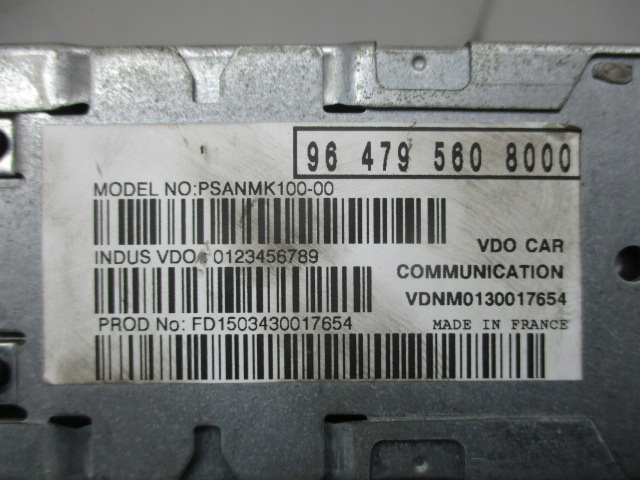 96 479 560 8000
MODEL NO:PSANMK100-00
INDUS VDO : 0123456789
VDO CAR
COMMUNICATION
VDNM0130017654
PROD No: FD1503430017654
MADE IN FRANCE